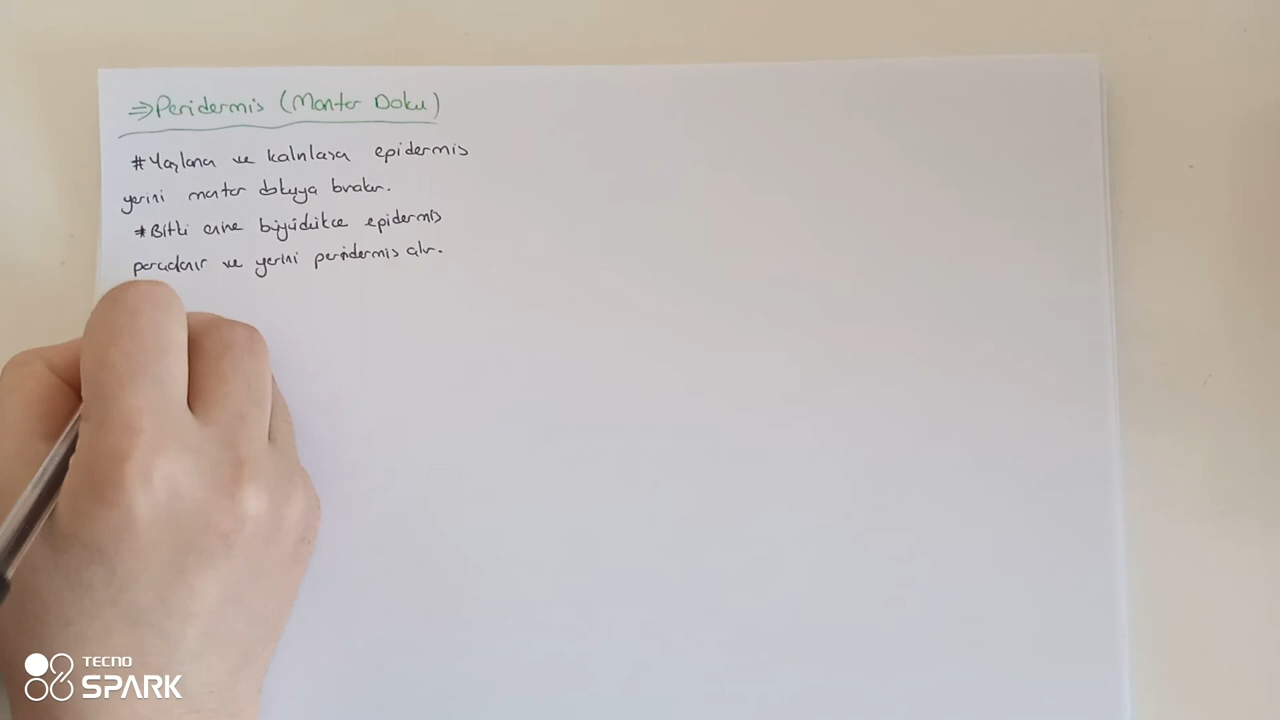 ⇒Peridermis (Mantar Doku)
#Yaşlanan ve kalınlaşan epidermis
yerini mantar dokuya bırakır.
*Bitki enine büyüdükçe epidermis
parçalanır ve yerini peridermis alır.
TECNO
SPARK